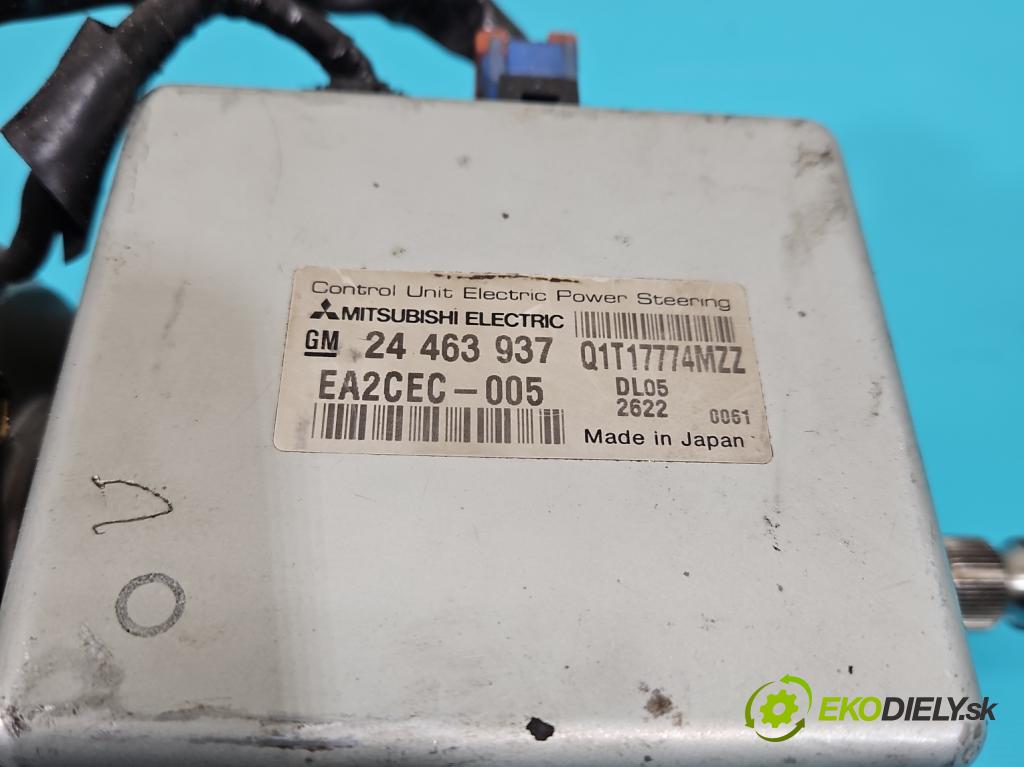 Control Unit Electric Power Steering
MITSUBISHI ELECTRIC
GM 24 463 937 Q1T17774MZZ
EA2CEC-005 DL05
2622 0061
Made in Japan
EKODIELY.sk